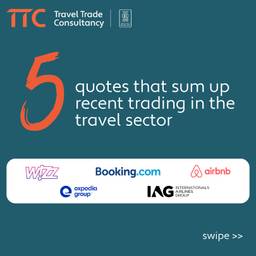 TTC Travel Trade
Consultancy
5 quotes that sum up
recent trading in the
travel sector
WIZZ Booking.com airbnb
expedia
group
IAG INTERNATIONAL
AIRLINES
GROUP
swipe >>